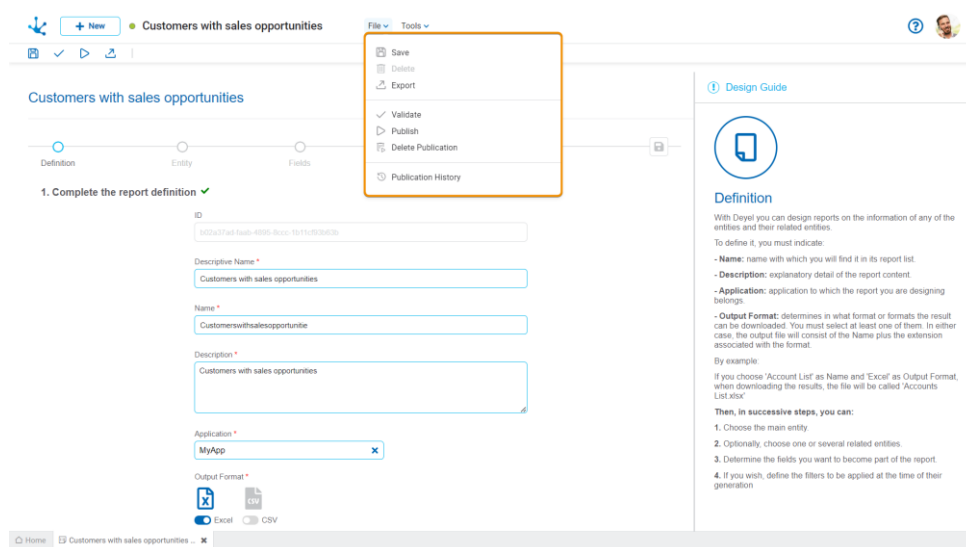 + New
Customers with sales opportunities
File
Tools
Save
Delete
Export
Validate
Publish
Delete Publication
Publication History
Customers with sales opportunities
Definition
Entity
Fields
1. Complete the report definition
ID
Descriptive Name *
Customers with sales opportunities
Name *
Customerswithsalesopportunitie
Description *
Customers with sales opportunities
Application *
MyApp
Output Format *
X
CSV
Excel
CSV
Design Guide
Definition
With Deyel you can design reports on the information of any of the
entities and their related entities.
To define it, you must indicate:
- Name: name with which you will find it in its report list.
- Description: explanatory detail of the report content.
- Application: application to which the report you are designing
belongs.
- Output Format: determines in what format or formats the result
can be downloaded. You must select at least one of them. In either
case, the output file will consist of the Name plus the extension
associated with the format.
By example:
If you choose 'Account List' as Name and 'Excel' as Output Format,
when downloading the results, the file will be called 'Accounts
List.xlsx'
Then, in successive steps, you can:
1. Choose the main entity.
2. Optionally, choose one or several related entities.
3. Determine the fields you want to become part of the report.
4. If you wish, define the filters to be applied at the time of their
generation
Home
Customers with sales opportunities ..